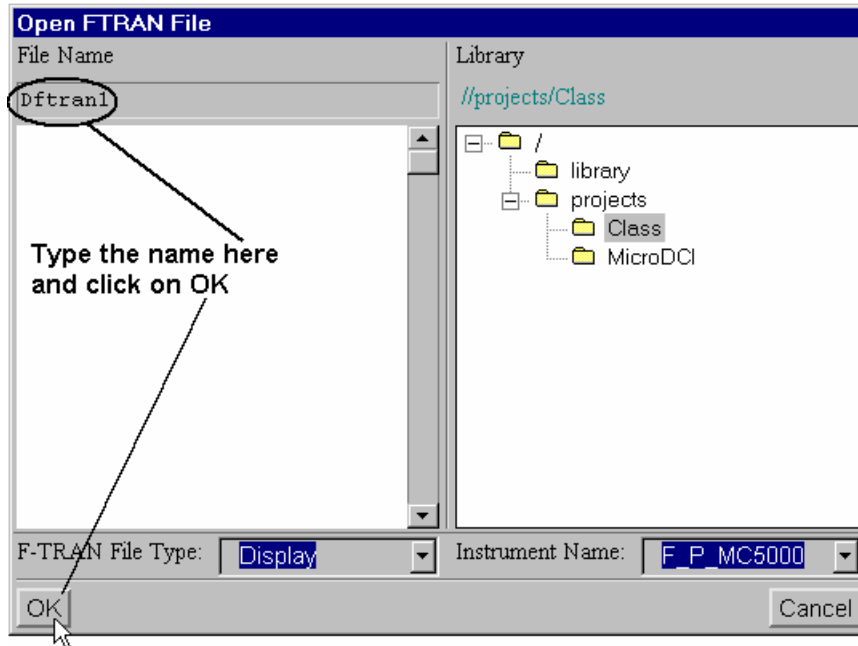 Open FTRAN File
File Name
Library
Dftran1
//projects/Class
/
library
projects
Class
MicroDCI
Type the name here
and click on OK
F-TRAN File Type:
Display
Instrument Name:
F_P_MC5000
OK
Cancel